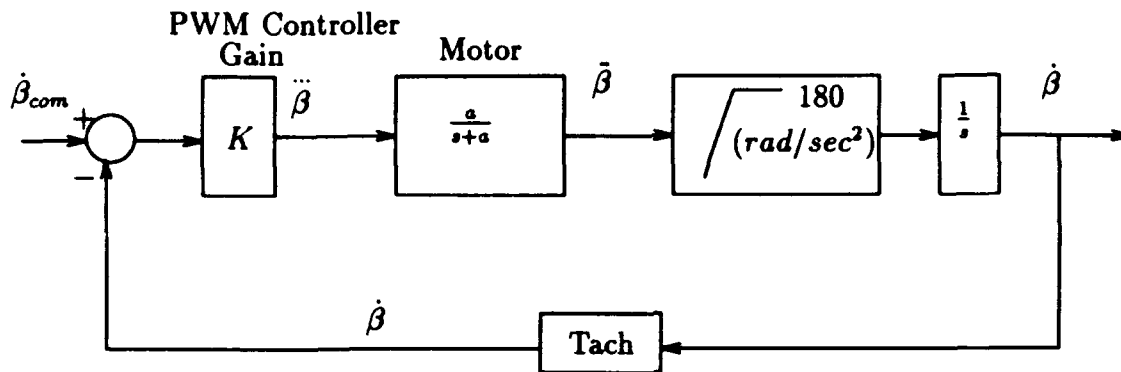 PWM Controller
Gain
Motor
β̇com
+
−
K
β⃛
a/(s+a)
β̈
180
(rad/sec²)
1/s
β̇
β̇
Tach